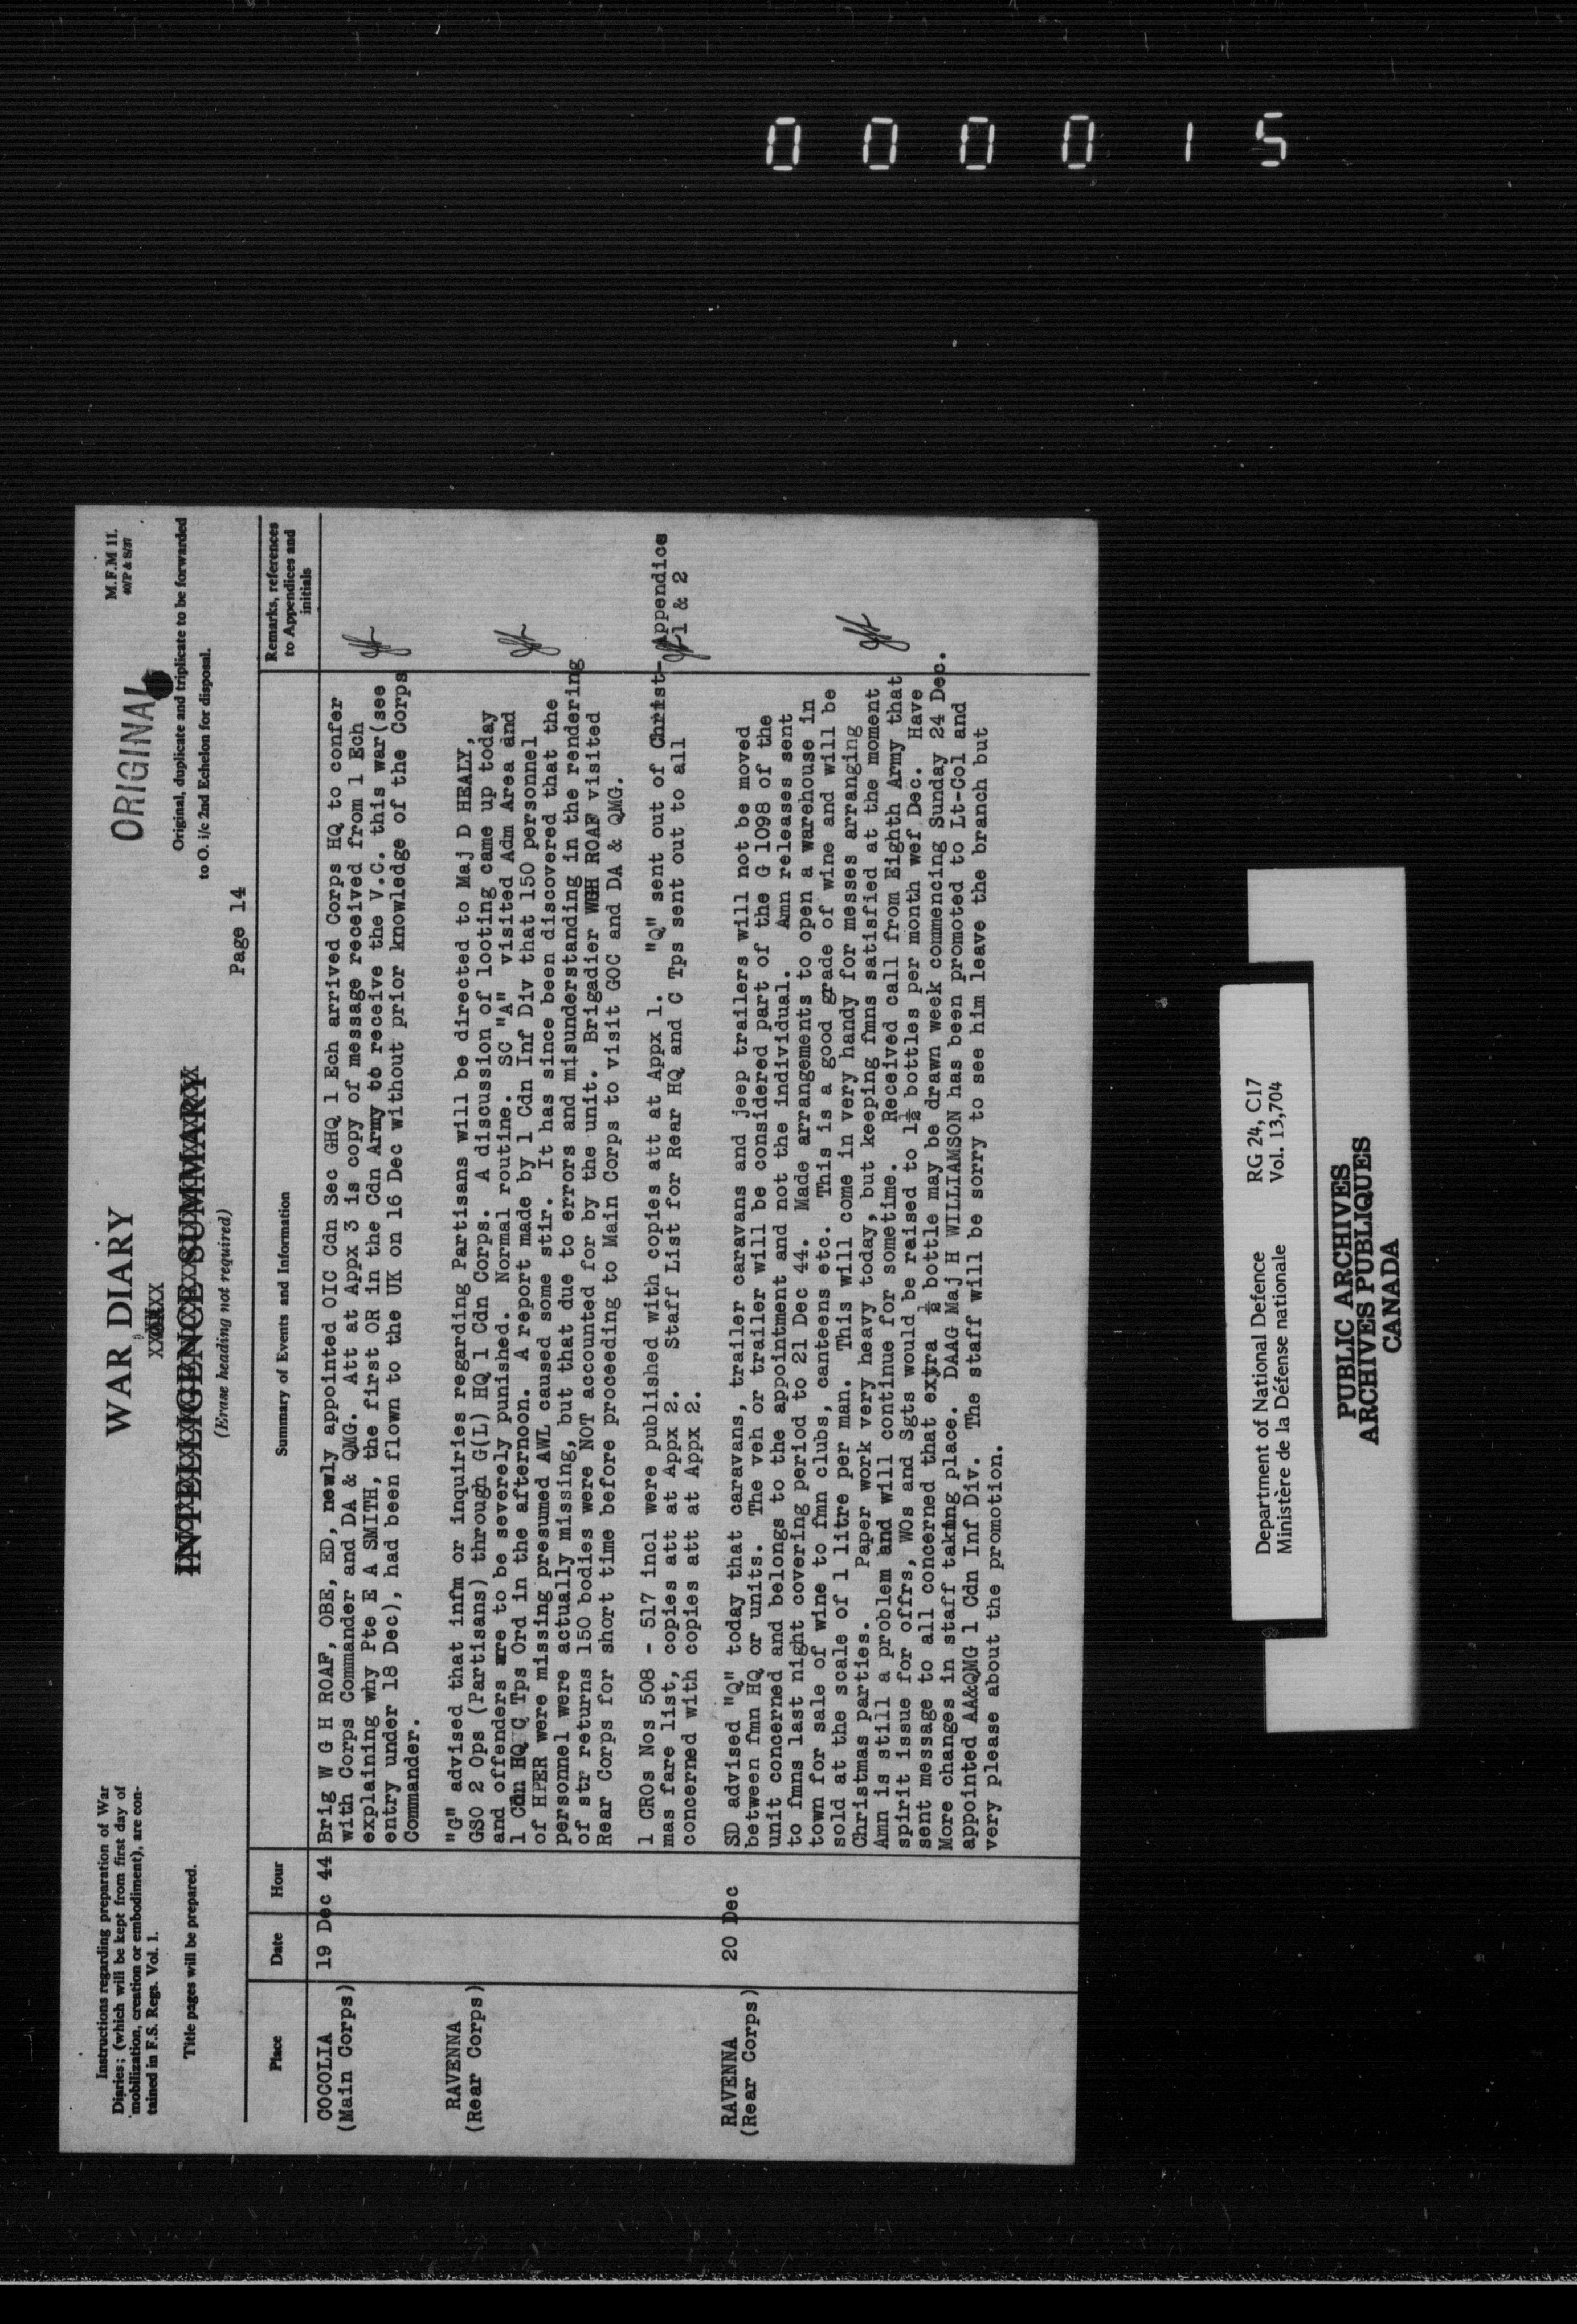 000015
Instructions regarding preparation of War
Diaries; (which will be kept from first day of
mobilization, creation or embodiment), are con-
tained in F.S. Regs. Vol. 1.
Title pages will be prepared.
WAR DIARY
INTELLIGENCE SUMMARY
(Erase heading not required)
Page 14
ORIGINAL
M.F.M 11.
Original, duplicate and triplicate to be forwarded
to O. i/c 2nd Echelon for disposal.
Place Date Hour Summary of Events and Information Remarks, references
to Appendices and
initials
COCOLIA 19 Dec 44 Brig W G H ROAF, OBE, ED, newly appointed OIC Cdn Sec GHQ 1 Ech arrived Corps HQ to confer
(Main Corps) with Corps Commander and DA & QMG. Att at Appx 3 is copy of message received from 1 Ech
explaining why Pte E A SMITH, the first OR in the Cdn Army to receive the V.C. this war(see
entry under 18 Dec), had been flown to the UK on 16 Dec without prior knowledge of the Corps
Commander.
RAVENNA "G" advised that infm or inquiries regarding Partisans will be directed to Maj D HEALY,
(Rear Corps) GSO 2 Ops (Partisans) through G(L) HQ 1 Cdn Corps. A discussion of looting came up today
and offenders are to be severely punished. Normal routine. SC "A" visited Adm Area and
1 Cdn HQ C Tps Ord in the afternoon. A report made by 1 Cdn Inf Div that 150 personnel
of HPER were missing presumed AWL caused some stir. It has since been discovered that the
personnel were actually missing, but that due to errors and misunderstanding in the rendering
of str returns 150 bodies were NOT accounted for by the unit. Brigadier WGH ROAF visited
Rear Corps for short time before proceeding to Main Corps to visit GOC and DA & QMG.
1 CROs Nos 508 - 517 incl were published with copies att at Appx 1. "Q" sent out of Christ- Appendice
mas fare list, copies att at Appx 2. Staff List for Rear HQ and C Tps sent out to all 1 & 2
concerned with copies att at Appx 2.
RAVENNA 20 Dec SD advised "Q" today that caravans, trailer caravans and jeep trailers will not be moved
(Rear Corps) between fmn HQ or units. The veh or trailer will be considered part of the G 1098 of the
unit concerned and belongs to the appointment and not the individual. Amn releases sent
to fmns last night covering period to 21 Dec 44. Made arrangements to open a warehouse in
town for sale of wine to fmn clubs, canteens etc. This is a good grade of wine and will be
sold at the scale of 1 litre per man. This will come in very handy for messes arranging
Christmas parties. Paper work very heavy today, but keeping fmns satisfied at the moment
Amn is still a problem and will continue for sometime. Received call from Eighth Army that
spirit issue for offrs, WOs and Sgts would be raised to 1½ bottles per month wef Dec. Have
sent message to all concerned that extra ½ bottle may be drawn week commencing Sunday 24 Dec.
More changes in staff taking place. DAAG Maj H WILLIAMSON has been promoted to Lt-Col and
appointed AA&QMG 1 Cdn Inf Div. The staff will be sorry to see him leave the branch but
very please about the promotion.
Department of National Defence RG 24, C17
Ministère de la Défense nationale Vol. 13,704
PUBLIC ARCHIVES
ARCHIVES PUBLIQUES
CANADA